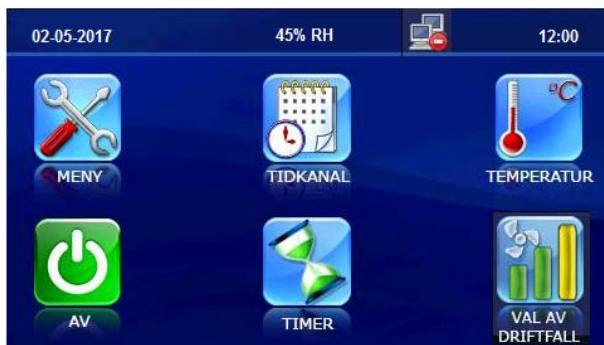 02-05-2017 45% RH 12:00
°C
MENY TIDKANAL TEMPERATUR
AV TIMER VAL AV
DRIFTFALL